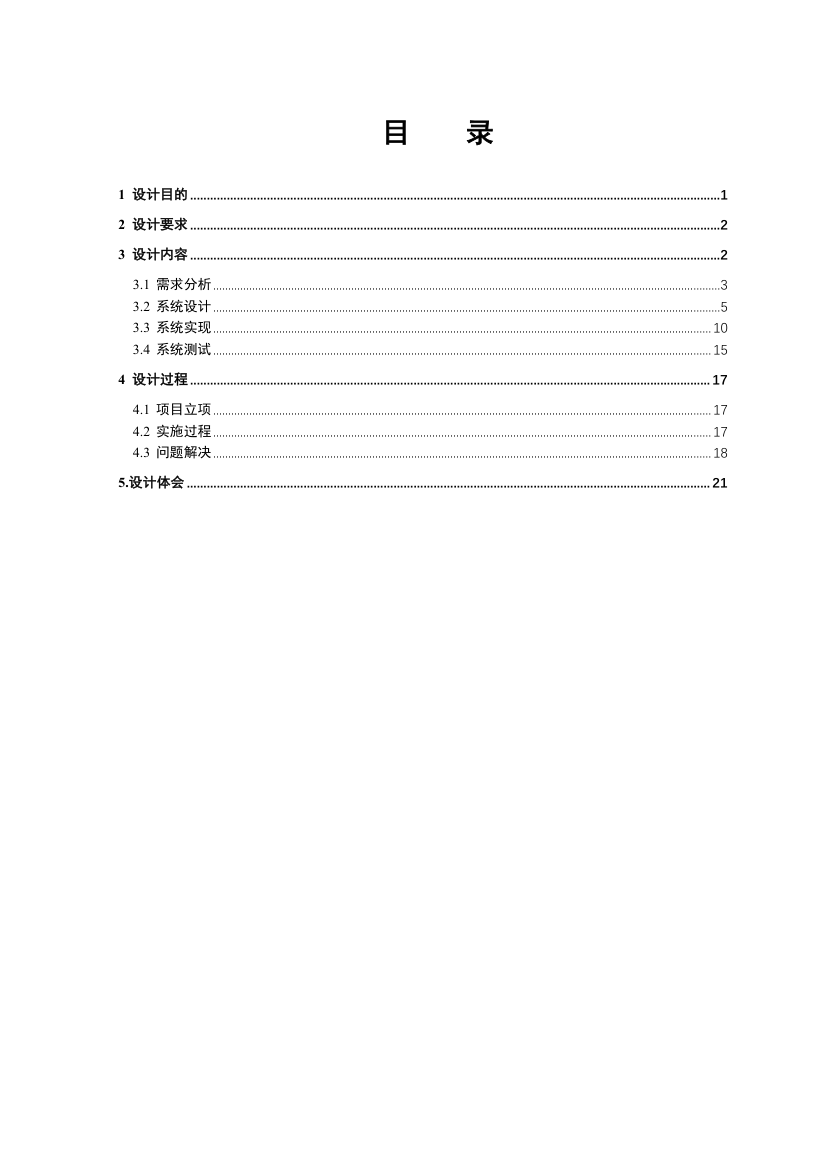 目 录
1 设计目的 1
2 设计要求 2
3 设计内容 2
3.1 需求分析 3
3.2 系统设计 5
3.3 系统实现 10
3.4 系统测试 15
4 设计过程 17
4.1 项目立项 17
4.2 实施过程 17
4.3 问题解决 18
5.设计体会 21